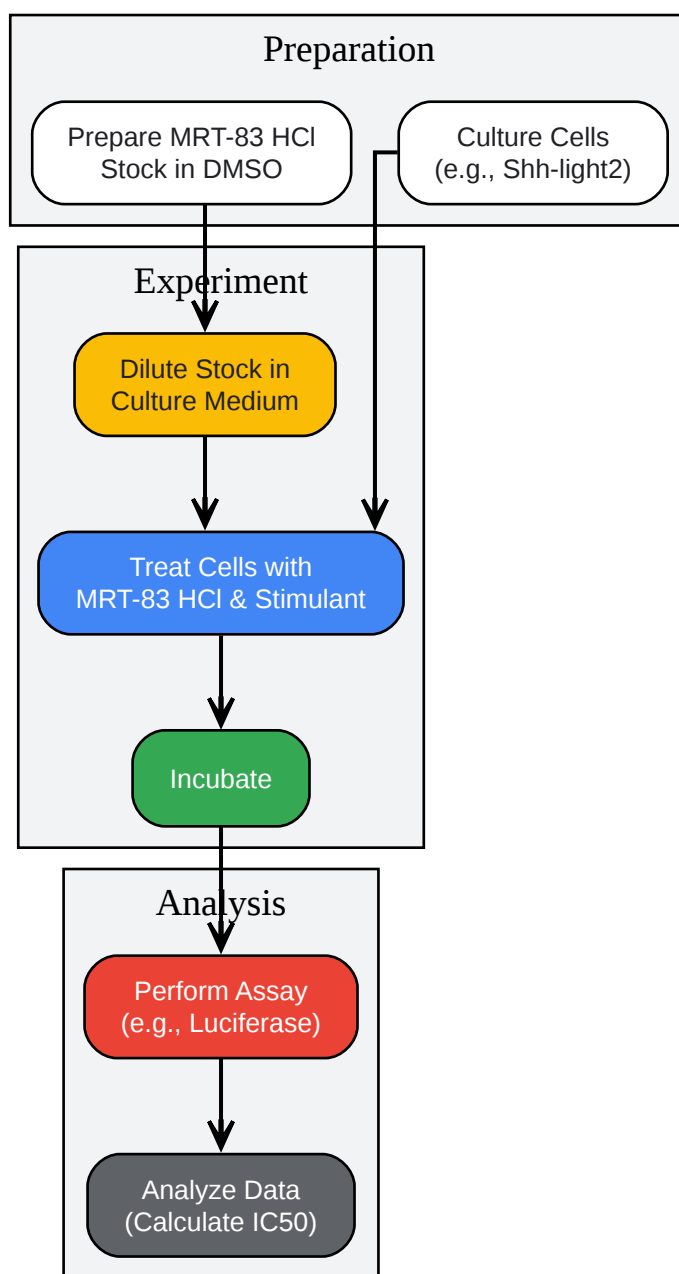 Preparation
Prepare MRT-83 HCl
Stock in DMSO
Culture Cells
(e.g., Shh-light2)
Experiment
Dilute Stock in
Culture Medium
Treat Cells with
MRT-83 HCl & Stimulant
Incubate
Analysis
Perform Assay
(e.g., Luciferase)
Analyze Data
(Calculate IC50)